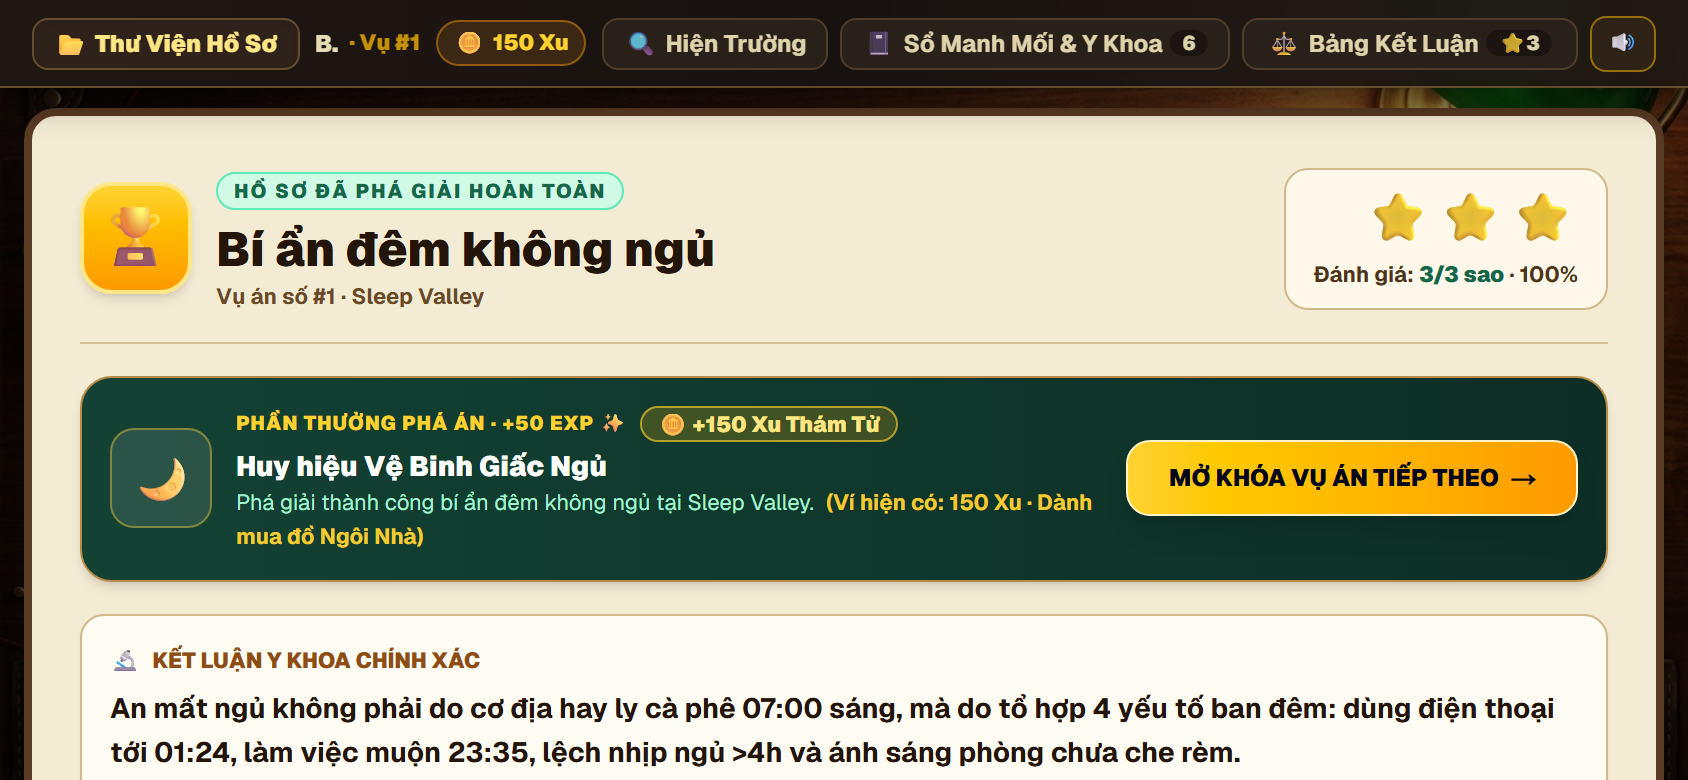 Thư Viện Hồ Sơ
B. · Vụ #1
150 Xu
Hiện Trường
Sổ Manh Mối & Y Khoa 6
Bảng Kết Luận 3
HỒ SƠ ĐÃ PHÁ GIẢI HOÀN TOÀN
Bí ẩn đêm không ngủ
Vụ án số #1 · Sleep Valley
Đánh giá: 3/3 sao · 100%
PHẦN THƯỞNG PHÁ ÁN · +50 EXP
+150 Xu Thám Tử
Huy hiệu Vệ Binh Giấc Ngủ
Phá giải thành công bí ẩn đêm không ngủ tại Sleep Valley. (Ví hiện có: 150 Xu · Dành
mua đồ Ngôi Nhà)
MỞ KHÓA VỤ ÁN TIẾP THEO →
KẾT LUẬN Y KHOA CHÍNH XÁC
An mất ngủ không phải do cơ địa hay ly cà phê 07:00 sáng, mà do tổ hợp 4 yếu tố ban đêm: dùng điện thoại
tới 01:24, làm việc muộn 23:35, lệch nhịp ngủ >4h và ánh sáng phòng chưa che rèm.